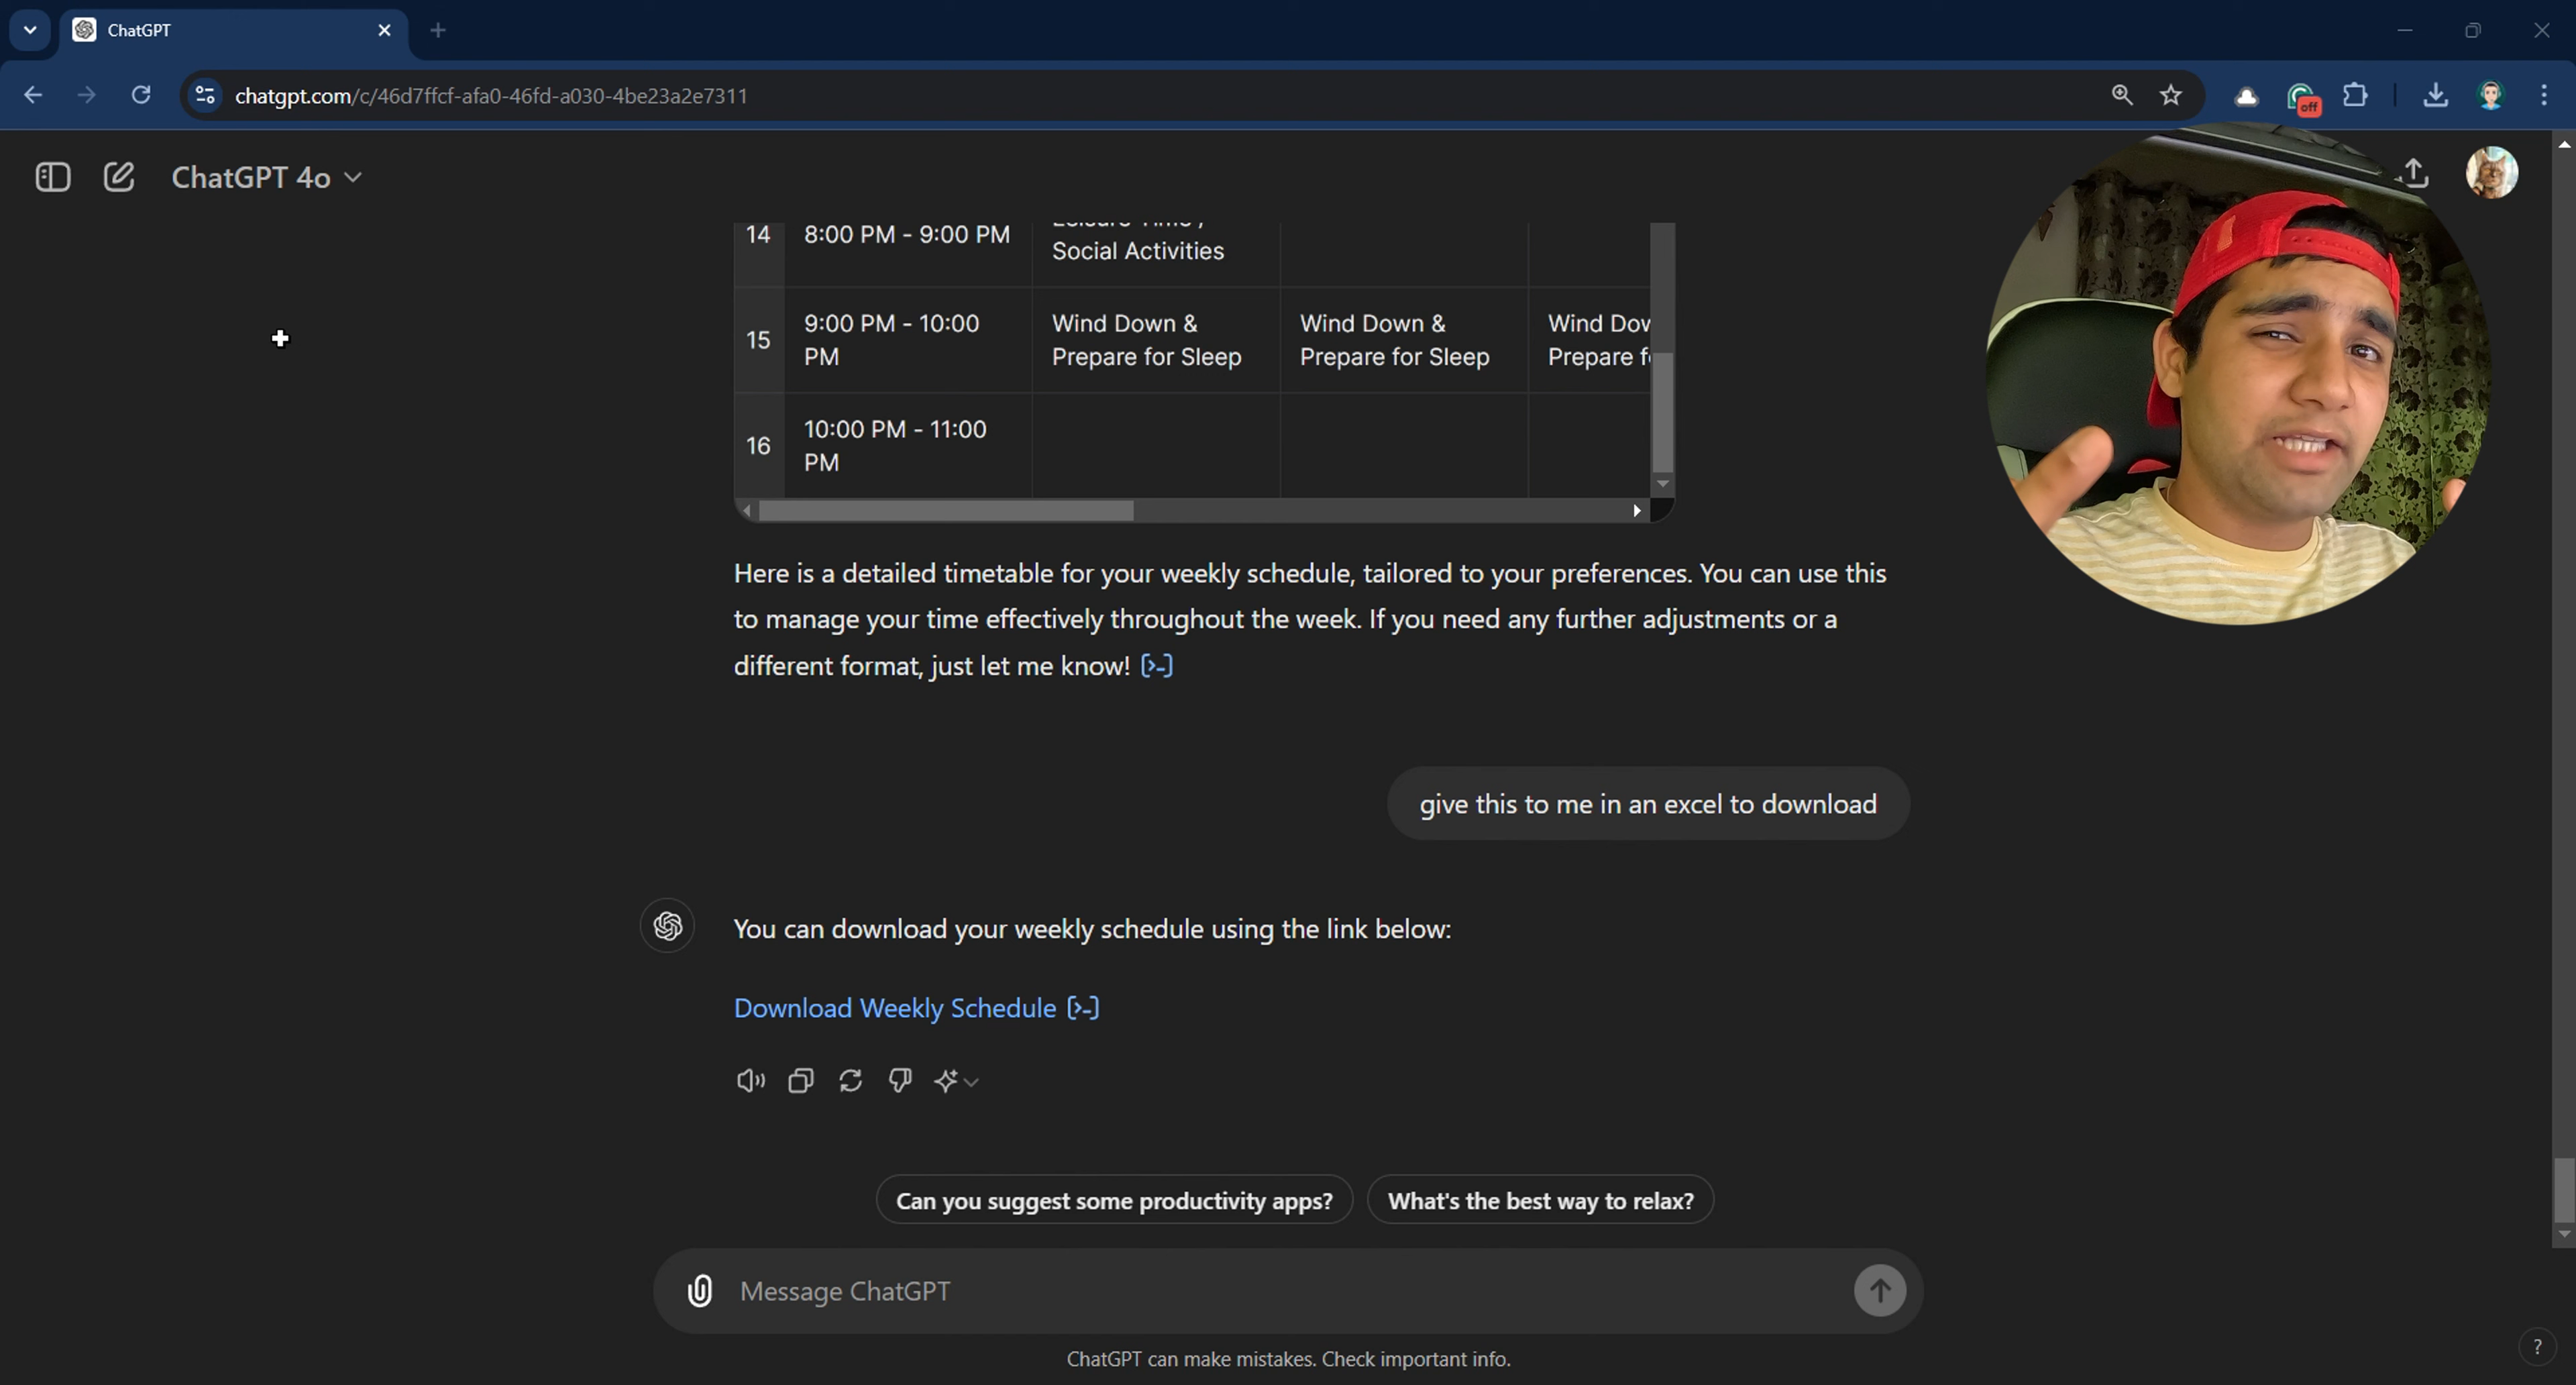 ChatGPT
chatgpt.com/c/46d7ffcf-afa0-46fd-a030-4be23a2e7311
off
ChatGPT 4o
14 8:00 PM - 9:00 PM Leisure Time /
Social Activities
15 9:00 PM - 10:00 Wind Down & Wind Down & Wind Dov
PM Prepare for Sleep Prepare for Sleep Prepare f
16 10:00 PM - 11:00
PM
Here is a detailed timetable for your weekly schedule, tailored to your preferences. You can use this
to manage your time effectively throughout the week. If you need any further adjustments or a
different format, just let me know! [>-]
give this to me in an excel to download
You can download your weekly schedule using the link below:
Download Weekly Schedule [>-]
Can you suggest some productivity apps? What's the best way to relax?
Message ChatGPT
ChatGPT can make mistakes. Check important info.
?